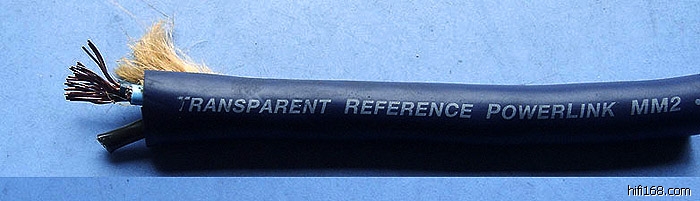 TRANSPARENT REFERENCE POWERLINK MM2
hifi168.com